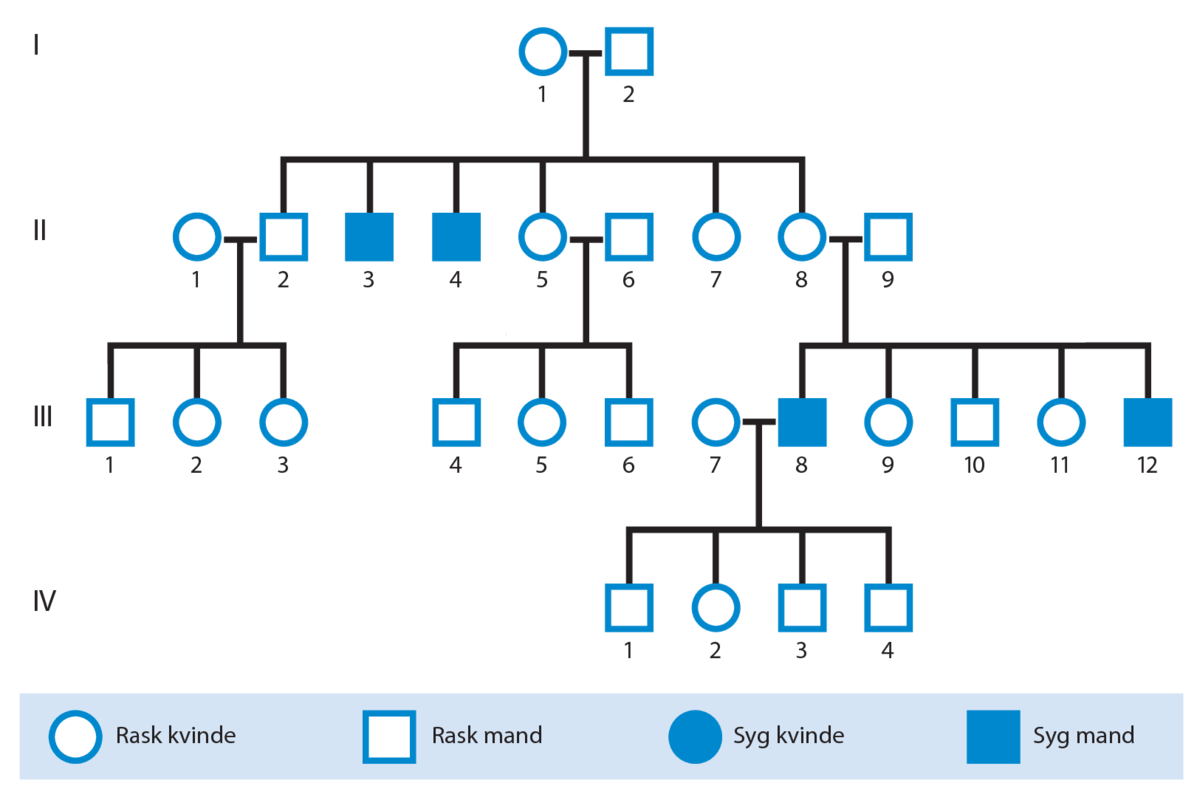 I
1 2
II
1 2 3 4 5 6 7 8 9
III
1 2 3 4 5 6 7 8 9 10 11 12
IV
1 2 3 4
Rask kvinde Rask mand Syg kvinde Syg mand